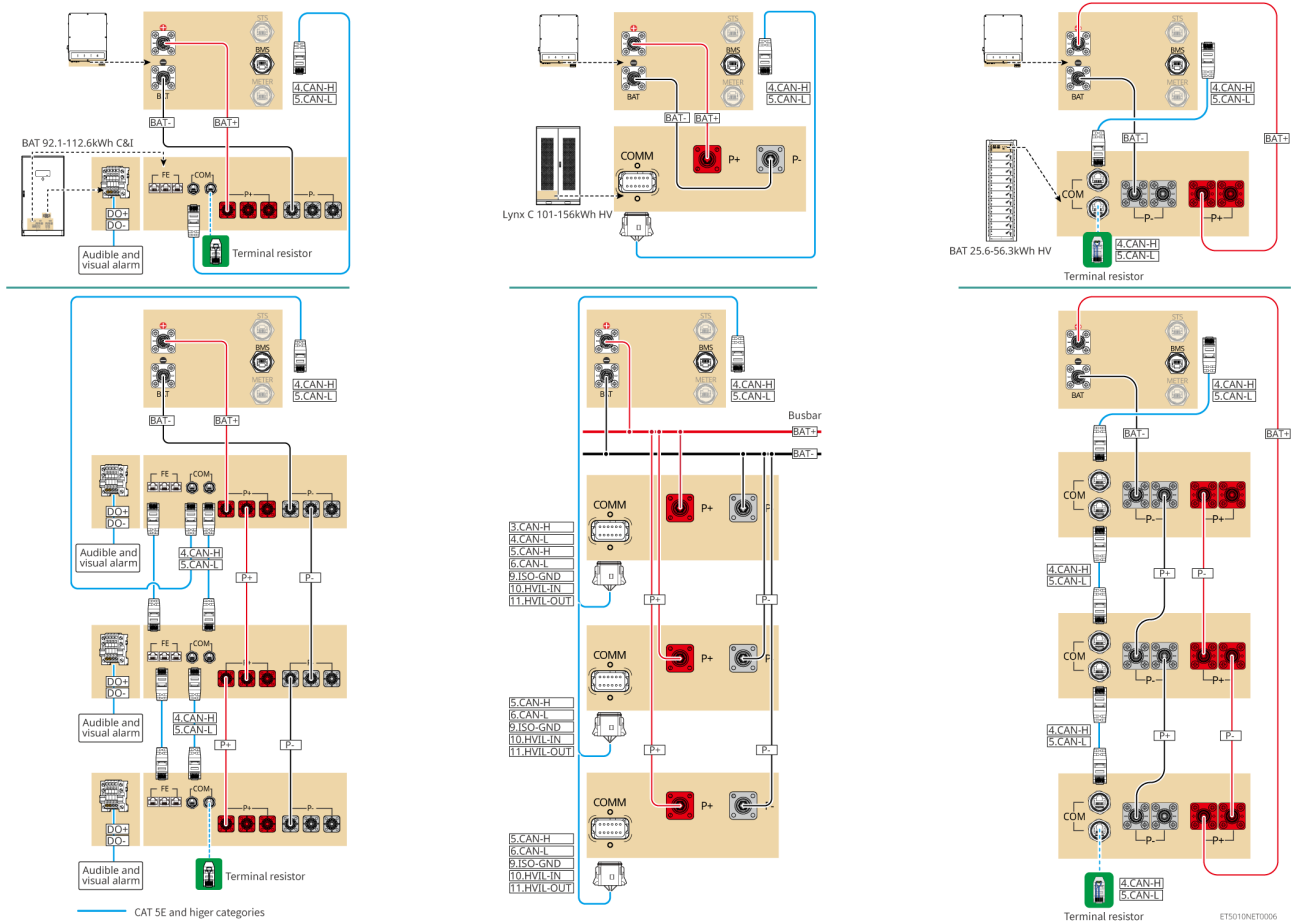 STS
BMS
METER
BAT
4.CAN-H
5.CAN-L
BAT-
BAT+
BAT 92.1-112.6kWh C&I
FE
COM
P+
P-
DO+
DO-
Audible and
visual alarm
Terminal resistor
STS
BMS
METER
BAT
4.CAN-H
5.CAN-L
BAT-
BAT+
COMM
P+
P-
Lynx C 101-156kWh HV
STS
BMS
METER
BAT
4.CAN-H
5.CAN-L
BAT-
BAT+
COM
P-
P+
BAT 25.6-56.3kWh HV
4.CAN-H
5.CAN-L
Terminal resistor
STS
BMS
METER
BAT
4.CAN-H
5.CAN-L
BAT-
BAT+
FE
COM
P+
P-
DO+
DO-
Audible and
visual alarm
4.CAN-H
5.CAN-L
P+
P-
FE
COM
P+
P-
DO+
DO-
Audible and
visual alarm
4.CAN-H
5.CAN-L
P+
P-
FE
COM
P+
P-
DO+
DO-
Audible and
visual alarm
Terminal resistor
CAT 5E and higer categories
STS
BMS
METER
BAT
4.CAN-H
5.CAN-L
Busbar
BAT+
BAT-
COMM
P+
P-
3.CAN-H
4.CAN-L
5.CAN-H
6.CAN-L
9.ISO-GND
10.HVIL-IN
11.HVIL-OUT
P+
P-
COMM
P+
P-
5.CAN-H
6.CAN-L
9.ISO-GND
10.HVIL-IN
11.HVIL-OUT
P+
P-
COMM
P+
P-
5.CAN-H
6.CAN-L
9.ISO-GND
10.HVIL-IN
11.HVIL-OUT
STS
BMS
METER
BAT
4.CAN-H
5.CAN-L
BAT-
BAT+
COM
P-
P+
4.CAN-H
5.CAN-L
P+
P-
COM
P-
P+
4.CAN-H
5.CAN-L
P+
P-
COM
P-
P+
4.CAN-H
5.CAN-L
Terminal resistor
ET5010NET0006